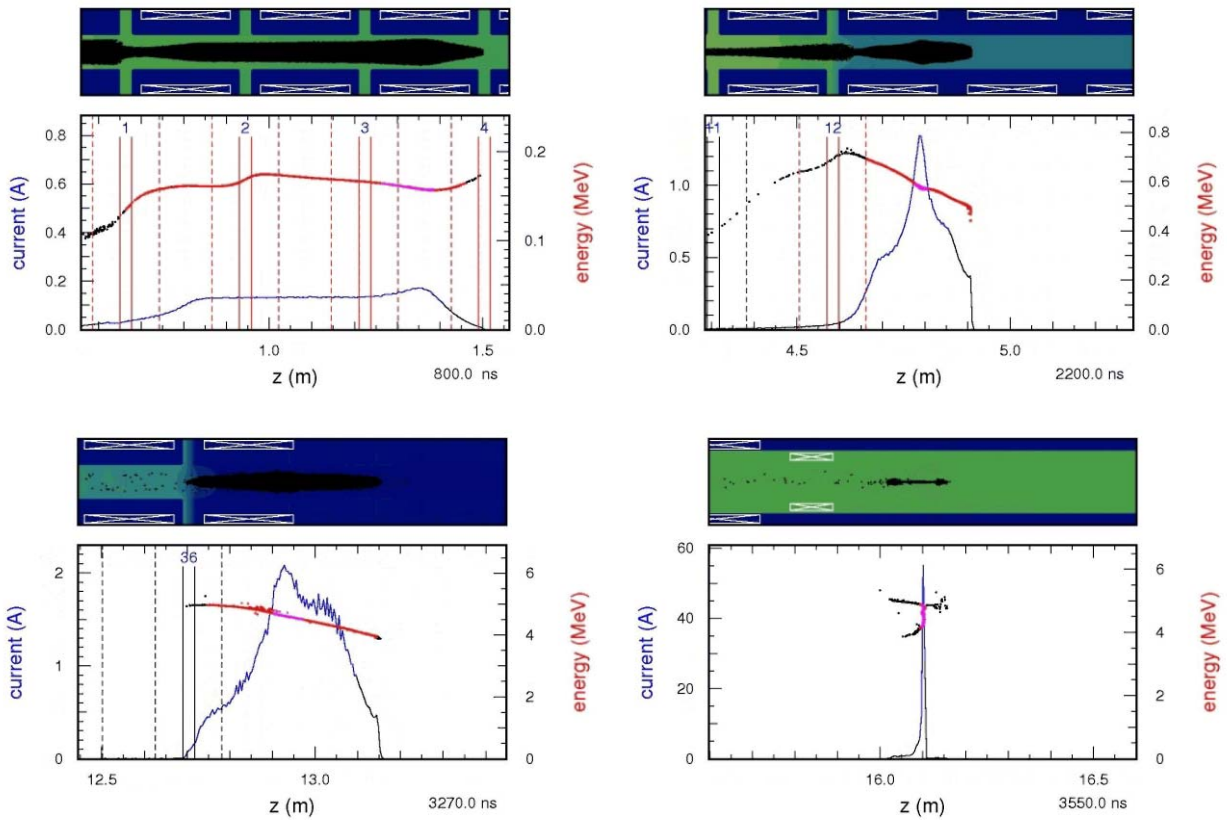 1 2 3 4
0.8
0.6
0.4
0.2
0.0
current (A)
0.2
0.1
0.0
energy (MeV)
1.0 1.5
z (m)
800.0 ns
12
1.0
0.5
0.0
current (A)
0.8
0.6
0.4
0.2
0.0
energy (MeV)
4.5 5.0
z (m)
2200.0 ns
36
2
1
0
current (A)
6
4
2
0
energy (MeV)
12.5 13.0
z (m)
3270.0 ns
60
40
20
0
current (A)
6
4
2
0
energy (MeV)
16.0 16.5
z (m)
3550.0 ns